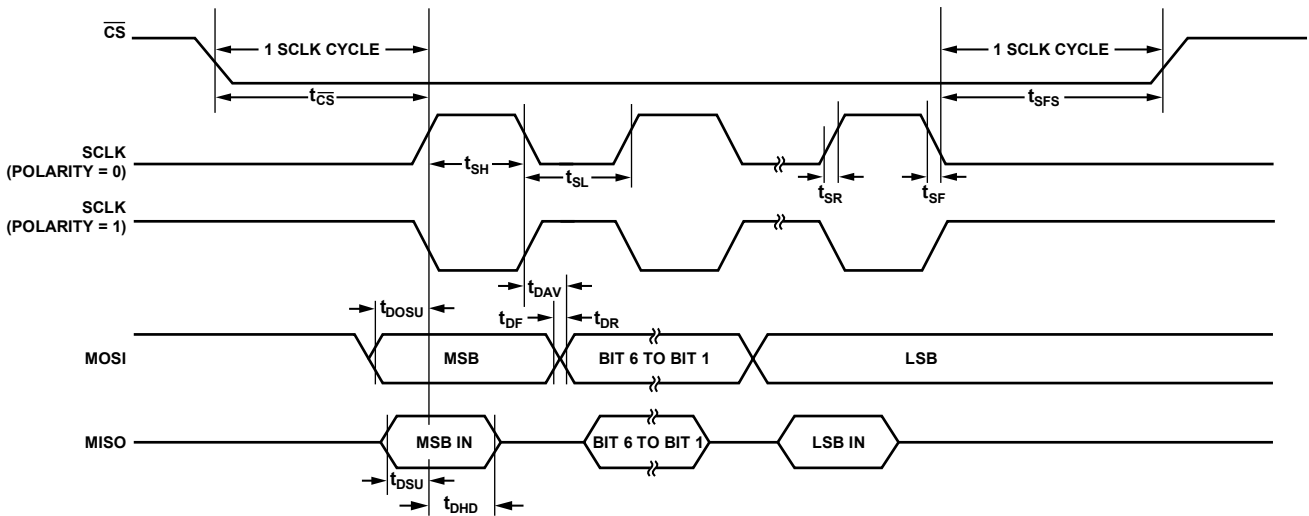 CS
1 SCLK CYCLE
1 SCLK CYCLE
tCS
tSFS
SCLK
(POLARITY = 0)
tSH
tSL
tSR
tSF
SCLK
(POLARITY = 1)
tDAV
tDOSU
tDF
tDR
MOSI
MSB
BIT 6 TO BIT 1
LSB
MISO
MSB IN
BIT 6 TO BIT 1
LSB IN
tDSU
tDHD